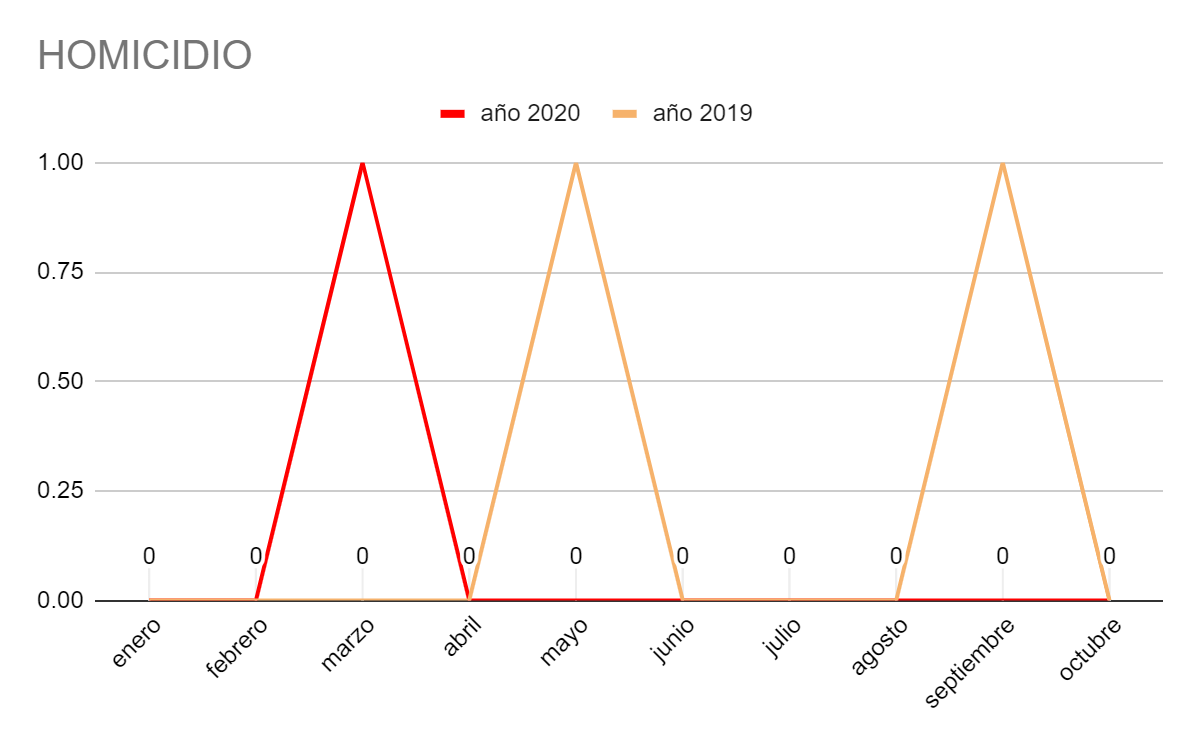 HOMICIDIO
año 2020 año 2019
1.00
0.75
0.50
0.25
0 0 0 0 0 0 0 0 0 0
0.00
enero febrero marzo abril mayo junio julio agosto septiembre octubre